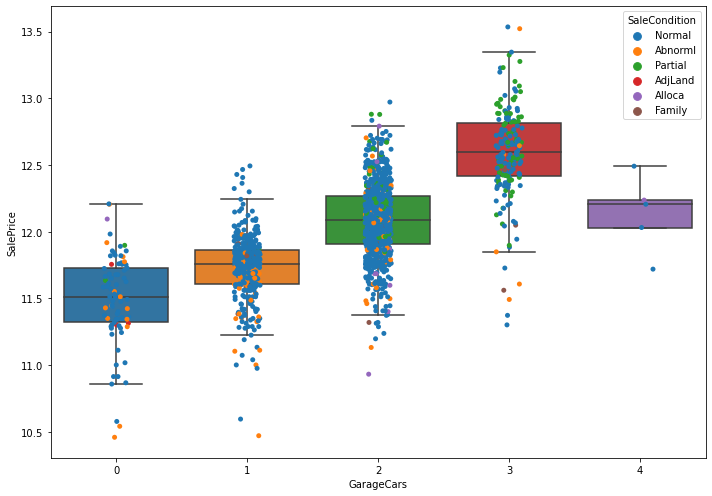 SaleCondition
Normal
Abnorml
Partial
AdjLand
Alloca
Family
13.5
13.0
12.5
12.0
11.5
11.0
10.5
SalePrice
0 1 2 3 4
GarageCars